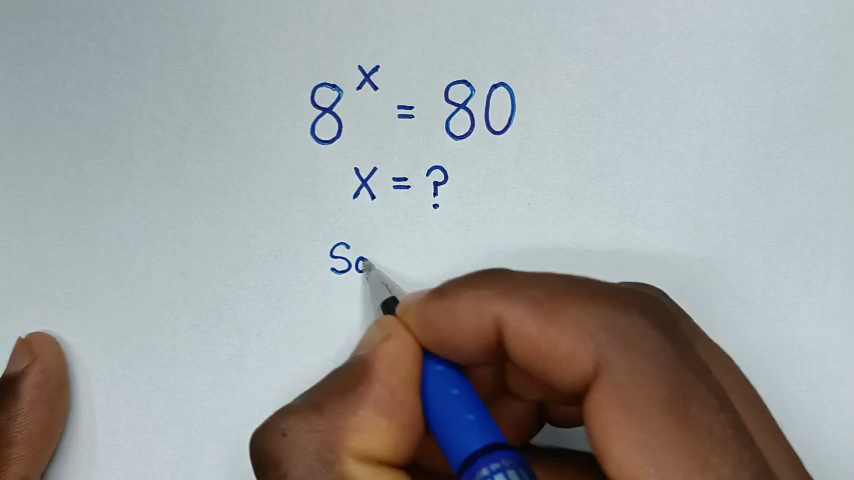 8^x = 80
x = ?
So